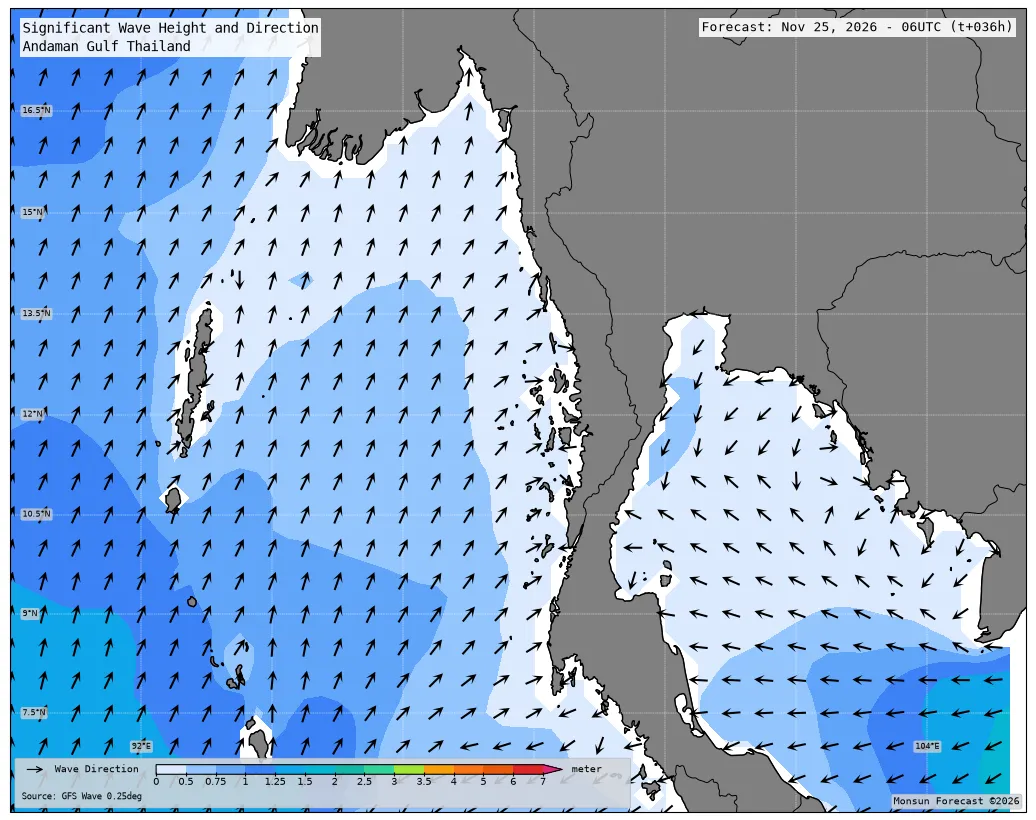 Significant Wave Height and Direction
Andaman Gulf Thailand
Forecast: Nov 25, 2026 - 06UTC (t+036h)
16.5°N
15°N
13.5°N
12°N
10.5°N
9°N
7.5°N
92°E
104°E
Wave Direction
0.5 0.75 1 1.25 1.5 2 2.5 3 3.5 4 5 6 7
meter
Source: GFS Wave 0.25deg
Monsun Forecast ©2026